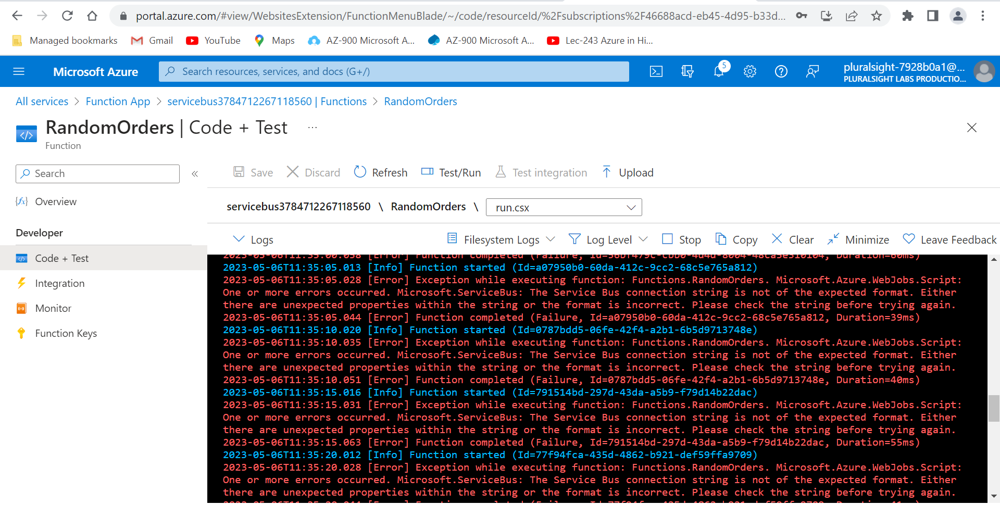 portal.azure.com/#view/WebsitesExtension/FunctionMenuBlade/~/code/resourceId/%2Fsubscriptions%2F46688acd-eb45-4d95-b33d...
Managed bookmarks Gmail YouTube Maps AZ-900 Microsoft A... AZ-900 Microsoft A... Lec-243 Azure in Hi...
Microsoft Azure Search resources, services, and docs (G+/) 5 pluralsight-7928b0a1@...
PLURALSIGHT LABS PRODUCTIO...
All services > Function App > servicebus3784712267118560 | Functions > RandomOrders
RandomOrders | Code + Test ...
Function
Search «
Save Discard Refresh Test/Run Test integration Upload
Overview
servicebus3784712267118560 \ RandomOrders \ run.csx
Developer
Logs Filesystem Logs Log Level Stop Copy Clear Minimize Leave Feedback
Code + Test
Integration
Monitor
Function Keys
2023-05-06T11:35:00.058 [Error] Function completed (Failure, Id=56bf479c-cbb0-4d4d-8004-48ca5e310104, Duration=60ms)
2023-05-06T11:35:05.013 [Info] Function started (Id=a07950b0-60da-412c-9cc2-68c5e765a812)
2023-05-06T11:35:05.028 [Error] Exception while executing function: Functions.RandomOrders. Microsoft.Azure.WebJobs.Script:
One or more errors occurred. Microsoft.ServiceBus: The Service Bus connection string is not of the expected format. Either
there are unexpected properties within the string or the format is incorrect. Please check the string before trying again.
2023-05-06T11:35:05.044 [Error] Function completed (Failure, Id=a07950b0-60da-412c-9cc2-68c5e765a812, Duration=39ms)
2023-05-06T11:35:10.020 [Info] Function started (Id=0787bdd5-06fe-42f4-a2b1-6b5d9713748e)
2023-05-06T11:35:10.035 [Error] Exception while executing function: Functions.RandomOrders. Microsoft.Azure.WebJobs.Script:
One or more errors occurred. Microsoft.ServiceBus: The Service Bus connection string is not of the expected format. Either
there are unexpected properties within the string or the format is incorrect. Please check the string before trying again.
2023-05-06T11:35:10.051 [Error] Function completed (Failure, Id=0787bdd5-06fe-42f4-a2b1-6b5d9713748e, Duration=40ms)
2023-05-06T11:35:15.016 [Info] Function started (Id=791514bd-297d-43da-a5b9-f79d14b22dac)
2023-05-06T11:35:15.031 [Error] Exception while executing function: Functions.RandomOrders. Microsoft.Azure.WebJobs.Script:
One or more errors occurred. Microsoft.ServiceBus: The Service Bus connection string is not of the expected format. Either
there are unexpected properties within the string or the format is incorrect. Please check the string before trying again.
2023-05-06T11:35:15.063 [Error] Function completed (Failure, Id=791514bd-297d-43da-a5b9-f79d14b22dac, Duration=55ms)
2023-05-06T11:35:20.012 [Info] Function started (Id=77f94fca-435d-4862-b921-def59ffa9709)
2023-05-06T11:35:20.028 [Error] Exception while executing function: Functions.RandomOrders. Microsoft.Azure.WebJobs.Script:
One or more errors occurred. Microsoft.ServiceBus: The Service Bus connection string is not of the expected format. Either
there are unexpected properties within the string or the format is incorrect. Please check the string before trying again.